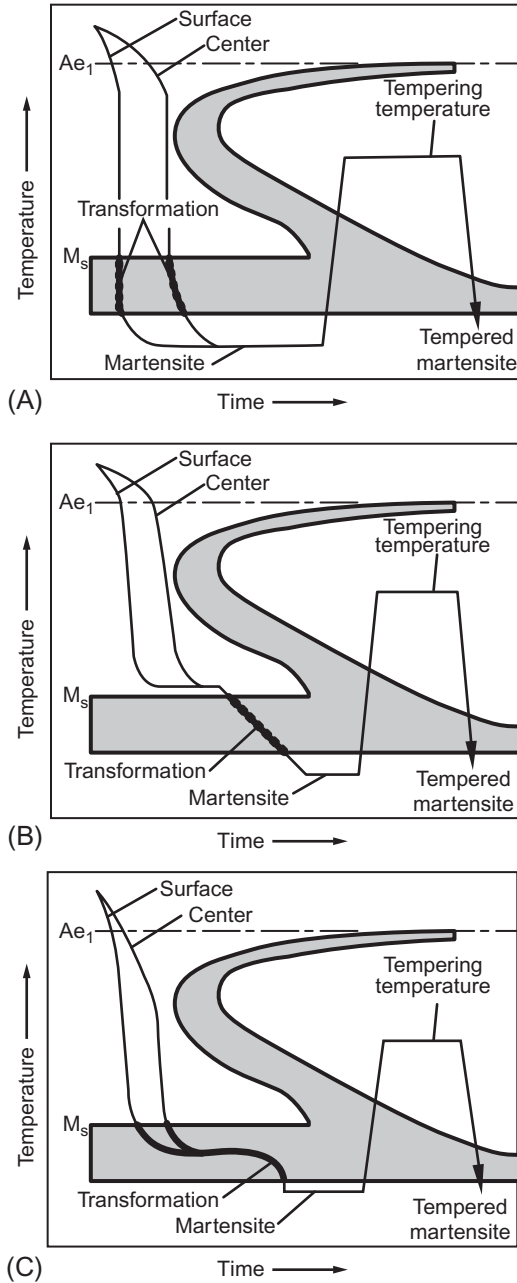 Surface
Center
Ae1
Tempering
temperature
Temperature
Transformation
Ms
Martensite
Tempered
martensite
(A)
Time
Surface
Center
Ae1
Tempering
temperature
Temperature
Ms
Transformation
Martensite
Tempered
martensite
(B)
Time
Surface
Center
Ae1
Tempering
temperature
Temperature
Ms
Transformation
Martensite
Tempered
martensite
(C)
Time